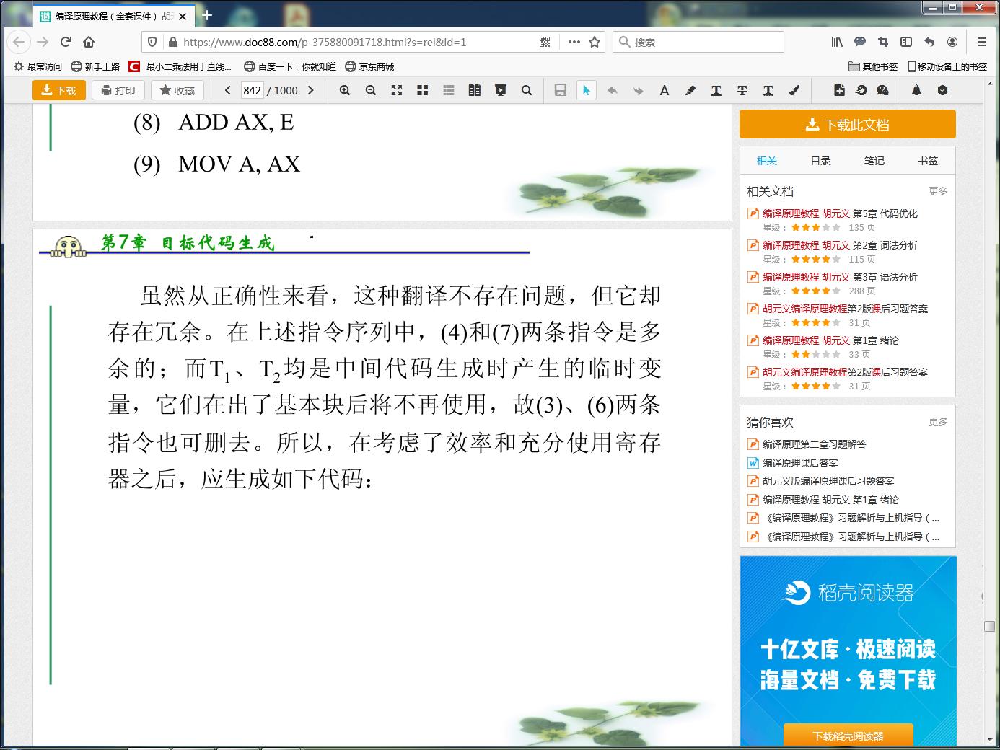 编译原理教程（全套课件）胡
https://www.doc88.com/p-375880091718.html?s=rel&id=1
搜索
最常访问
新手上路
最小二乘法用于直线...
百度一下，你就知道
京东商城
其他书签
移动设备上的书签
下载
打印
收藏
842 / 1000
(8) ADD AX, E
(9) MOV A, AX
第7章 目标代码生成
虽然从正确性来看，这种翻译不存在问题，但它却
存在冗余。在上述指令序列中，(4)和(7)两条指令是多
余的；而T1、T2均是中间代码生成时产生的临时变
量，它们在出了基本块后将不再使用，故(3)、(6)两条
指令也可删去。所以，在考虑了效率和充分使用寄存
器之后，应生成如下代码：
下载此文档
相关 目录 笔记 书签
相关文档 更多
编译原理教程 胡元义 第5章 代码优化
星级： 135 页
编译原理教程 胡元义 第2章 词法分析
星级： 115 页
编译原理教程 胡元义 第3章 语法分析
星级： 288 页
胡元义编译原理教程第2版课后习题答案
星级： 31 页
编译原理教程 胡元义 第1章 绪论
星级： 33 页
胡元义编译原理教程第2版课后习题答案
星级： 31 页
猜你喜欢 更多
编译原理第二章习题解答
编译原理课后答案
胡元义版编译原理课后习题答案
编译原理教程 胡元义 第1章 绪论
《编译原理教程》习题解析与上机指导（...
《编译原理教程》习题解析与上机指导（...
稻壳阅读器
十亿文库·极速阅读
海量文档·免费下载
下载稻壳阅读器